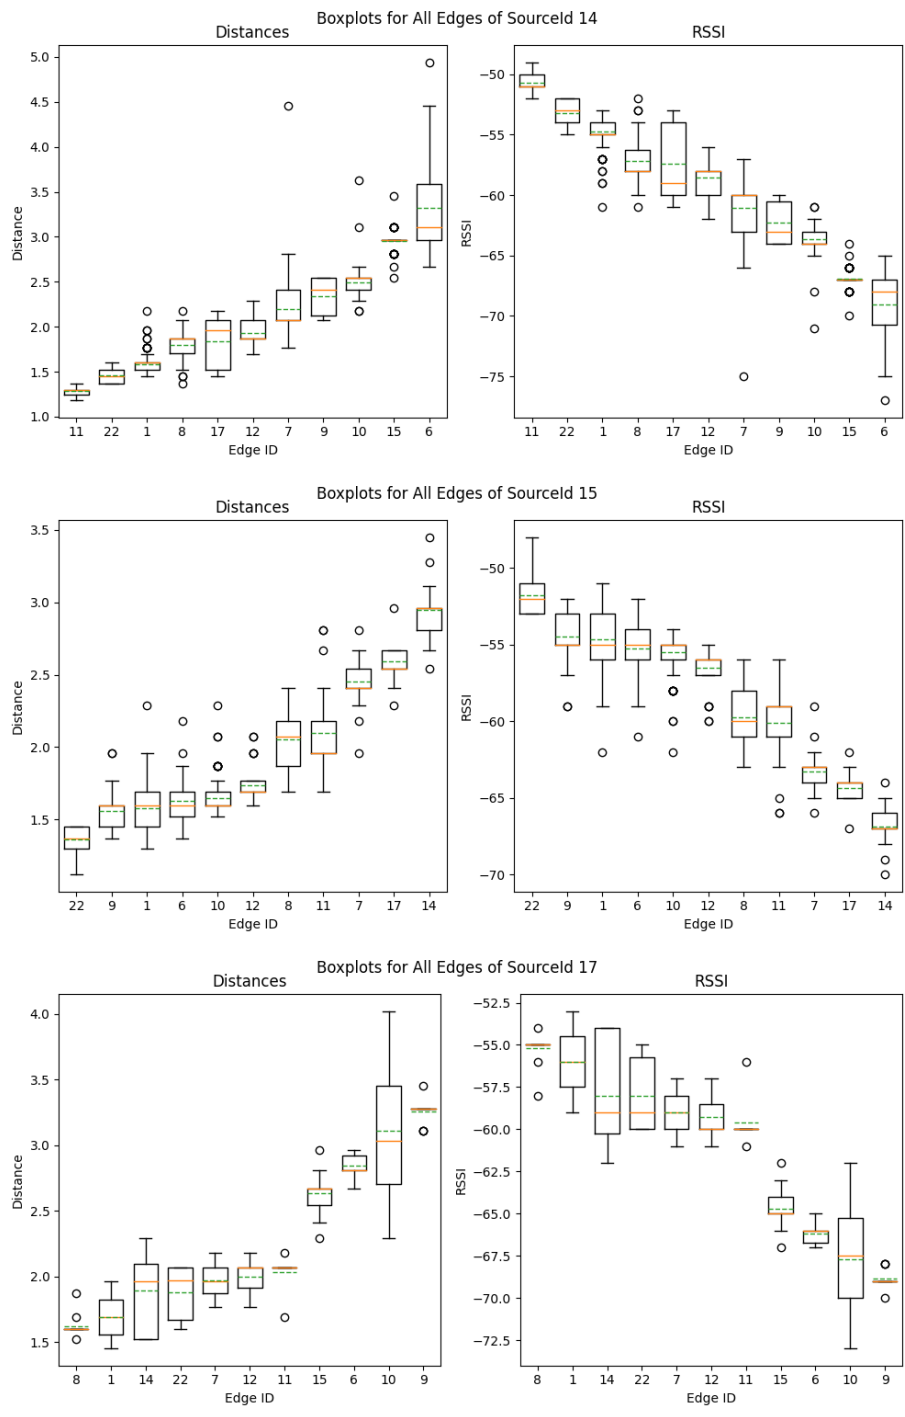 Boxplots for All Edges of SourceId 14
Distances
RSSI
5.0
4.5
4.0
3.5
3.0
2.5
2.0
1.5
1.0
Distance
11 22 1 8 17 12 7 9 10 15 6
Edge ID
−50
−55
−60
−65
−70
−75
RSSI
11 22 1 8 17 12 7 9 10 15 6
Edge ID
Boxplots for All Edges of SourceId 15
Distances
RSSI
3.5
3.0
2.5
2.0
1.5
Distance
22 9 1 6 10 12 8 11 7 17 14
Edge ID
−50
−55
−60
−65
−70
RSSI
22 9 1 6 10 12 8 11 7 17 14
Edge ID
Boxplots for All Edges of SourceId 17
Distances
RSSI
4.0
3.5
3.0
2.5
2.0
1.5
Distance
8 1 14 22 7 12 11 15 6 10 9
Edge ID
−52.5
−55.0
−57.5
−60.0
−62.5
−65.0
−67.5
−70.0
−72.5
RSSI
8 1 14 22 7 12 11 15 6 10 9
Edge ID